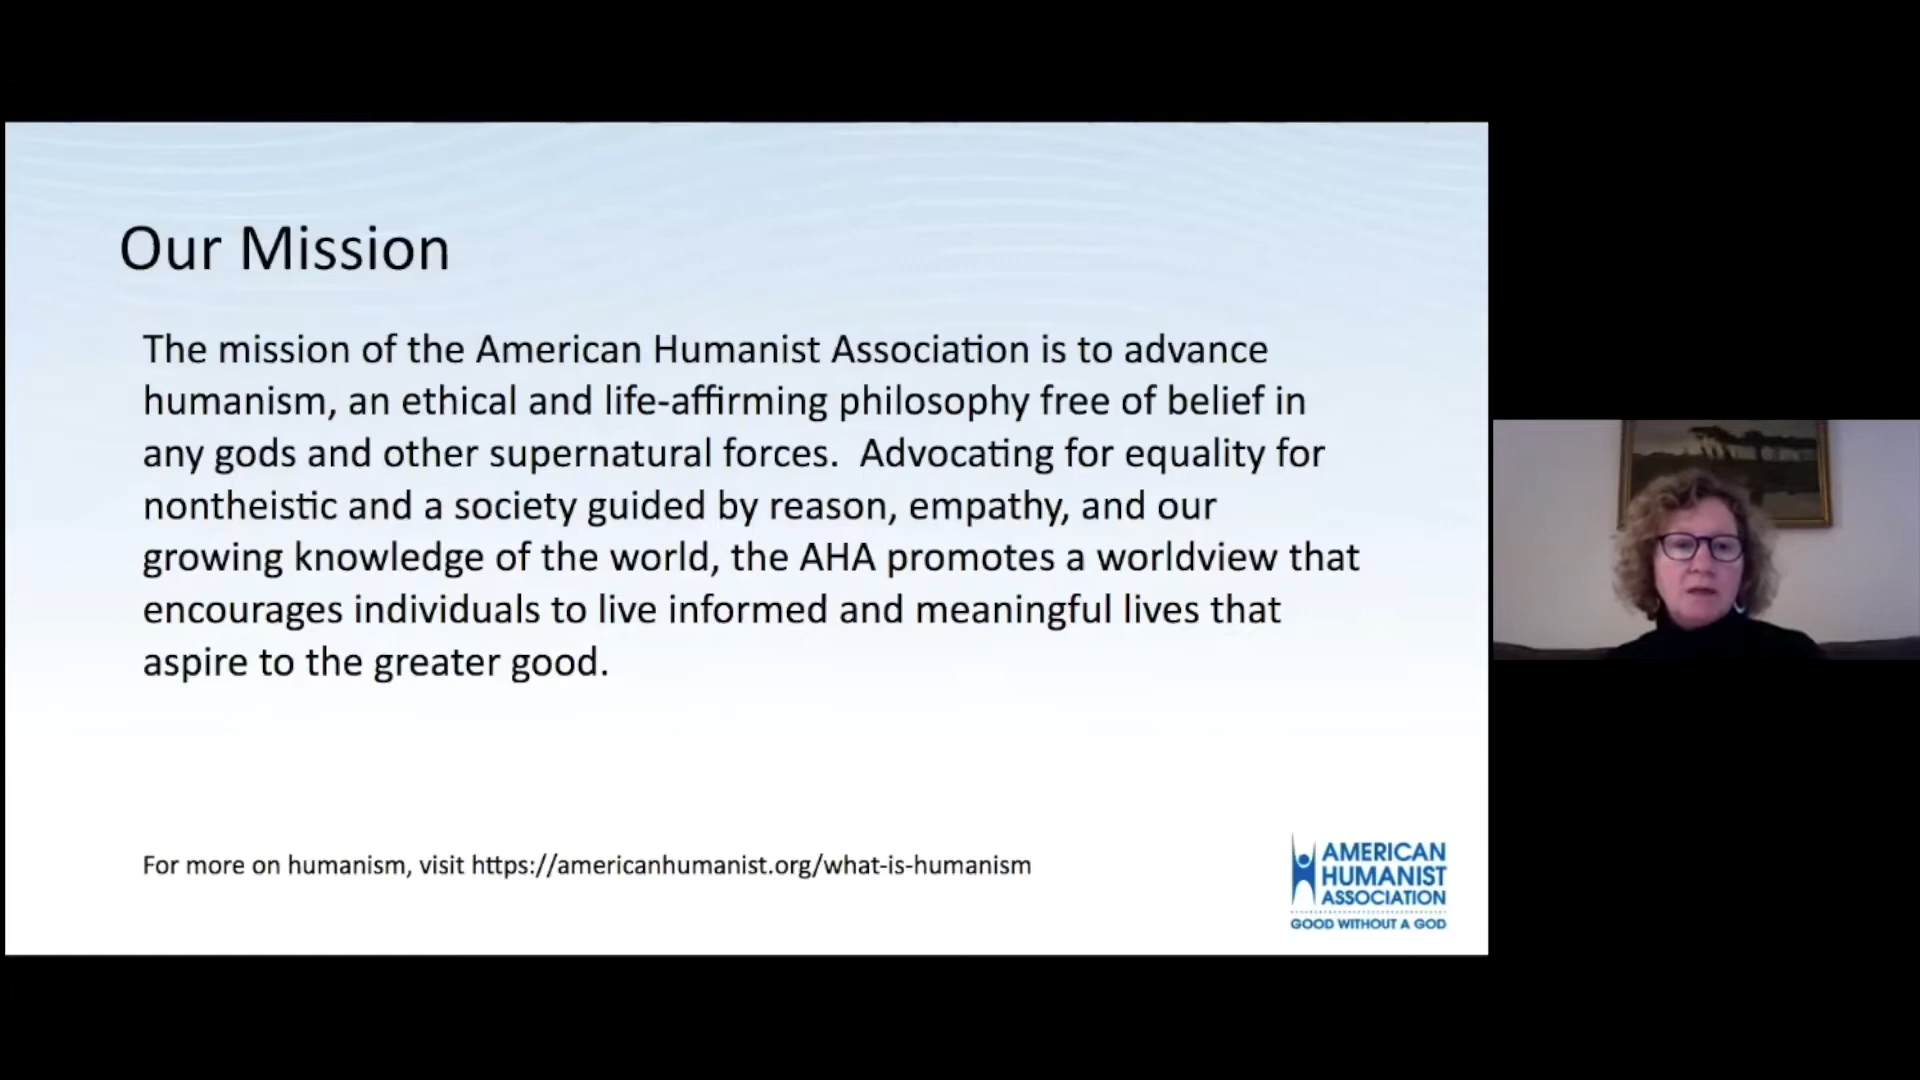 Our Mission
The mission of the American Humanist Association is to advance
humanism, an ethical and life-affirming philosophy free of belief in
any gods and other supernatural forces.  Advocating for equality for
nontheistic and a society guided by reason, empathy, and our
growing knowledge of the world, the AHA promotes a worldview that
encourages individuals to live informed and meaningful lives that
aspire to the greater good.
For more on humanism, visit https://americanhumanist.org/what-is-humanism
AMERICAN
HUMANIST
ASSOCIATION
GOOD WITHOUT A GOD